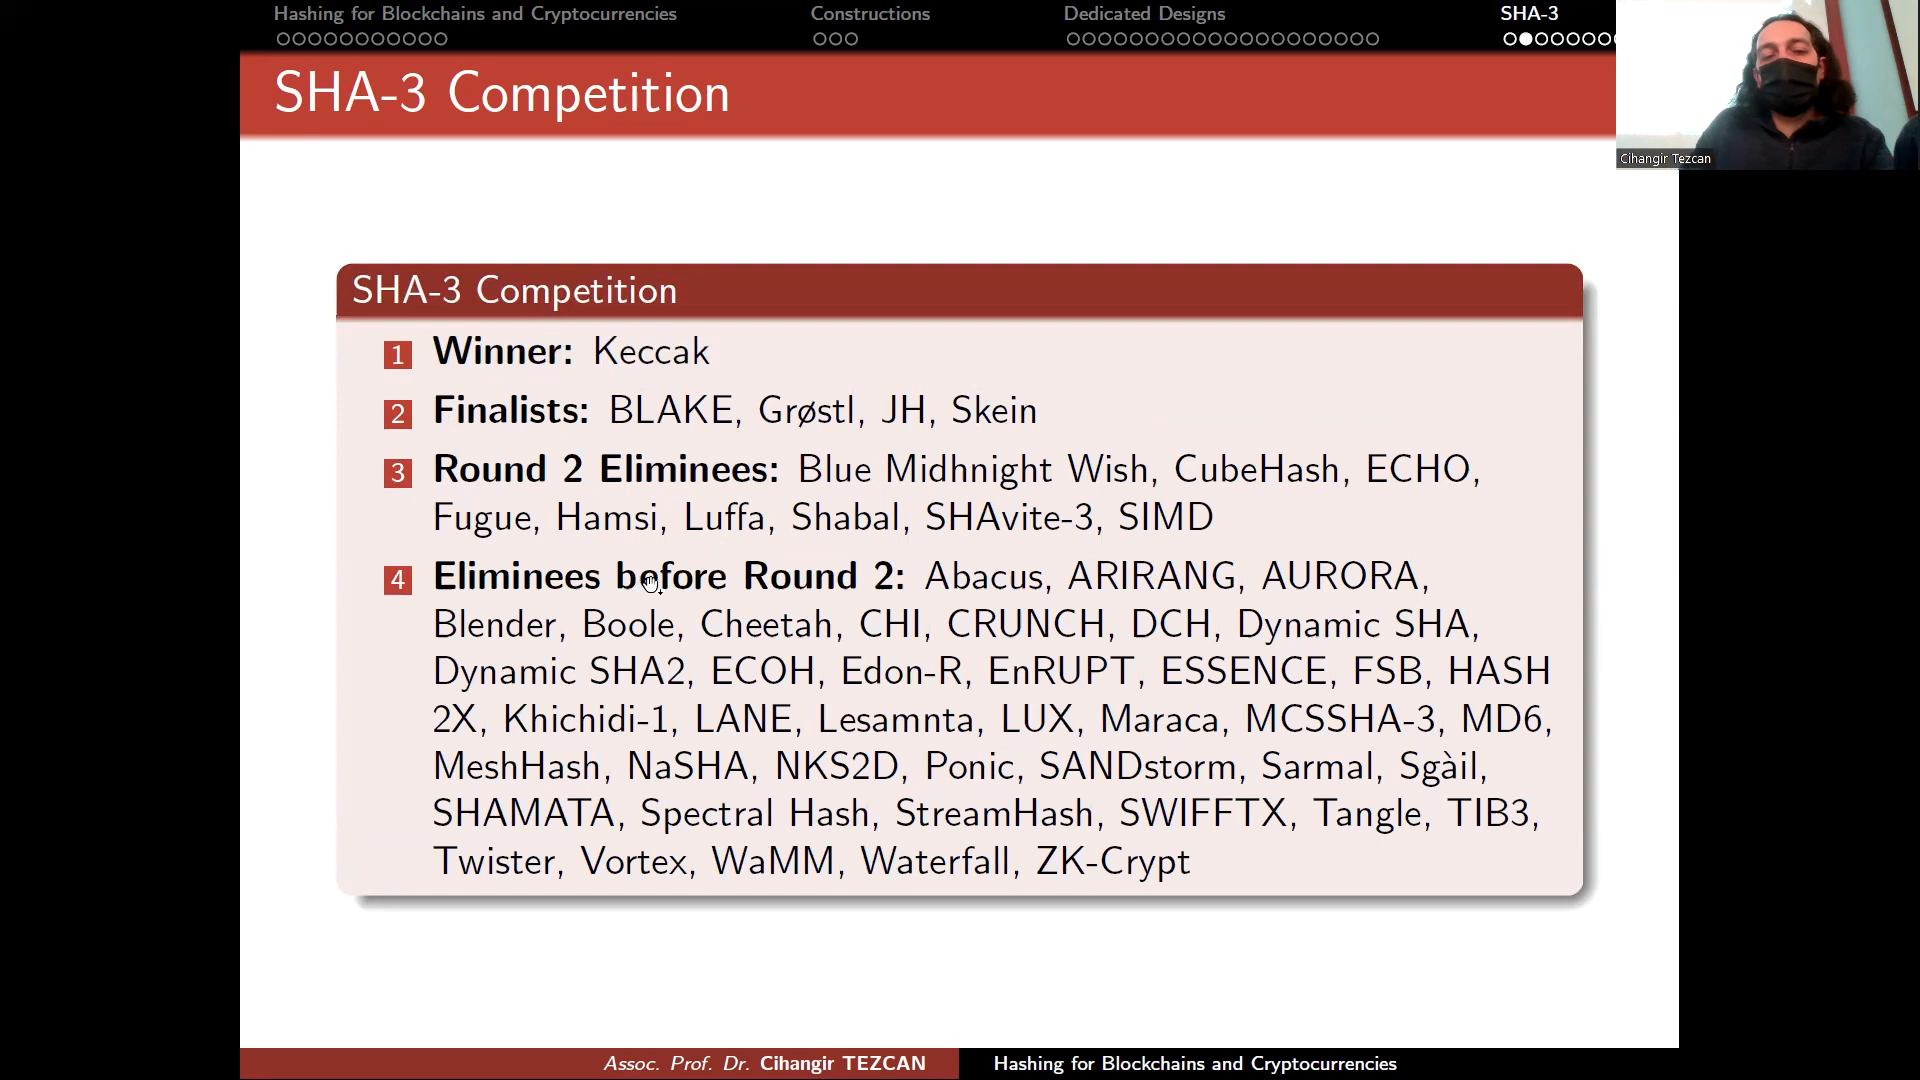 Hashing for Blockchains and Cryptocurrencies Constructions Dedicated Designs SHA-3
SHA-3 Competition
Cihangir Tezcan
SHA-3 Competition
1 Winner: Keccak
2 Finalists: BLAKE, Grøstl, JH, Skein
3 Round 2 Eliminees: Blue Midhnight Wish, CubeHash, ECHO,
Fugue, Hamsi, Luffa, Shabal, SHAvite-3, SIMD
4 Eliminees before Round 2: Abacus, ARIRANG, AURORA,
Blender, Boole, Cheetah, CHI, CRUNCH, DCH, Dynamic SHA,
Dynamic SHA2, ECOH, Edon-R, EnRUPT, ESSENCE, FSB, HASH
2X, Khichidi-1, LANE, Lesamnta, LUX, Maraca, MCSSHA-3, MD6,
MeshHash, NaSHA, NKS2D, Ponic, SANDstorm, Sarmal, Sgàil,
SHAMATA, Spectral Hash, StreamHash, SWIFFTX, Tangle, TIB3,
Twister, Vortex, WaMM, Waterfall, ZK-Crypt
Assoc. Prof. Dr. Cihangir TEZCAN Hashing for Blockchains and Cryptocurrencies